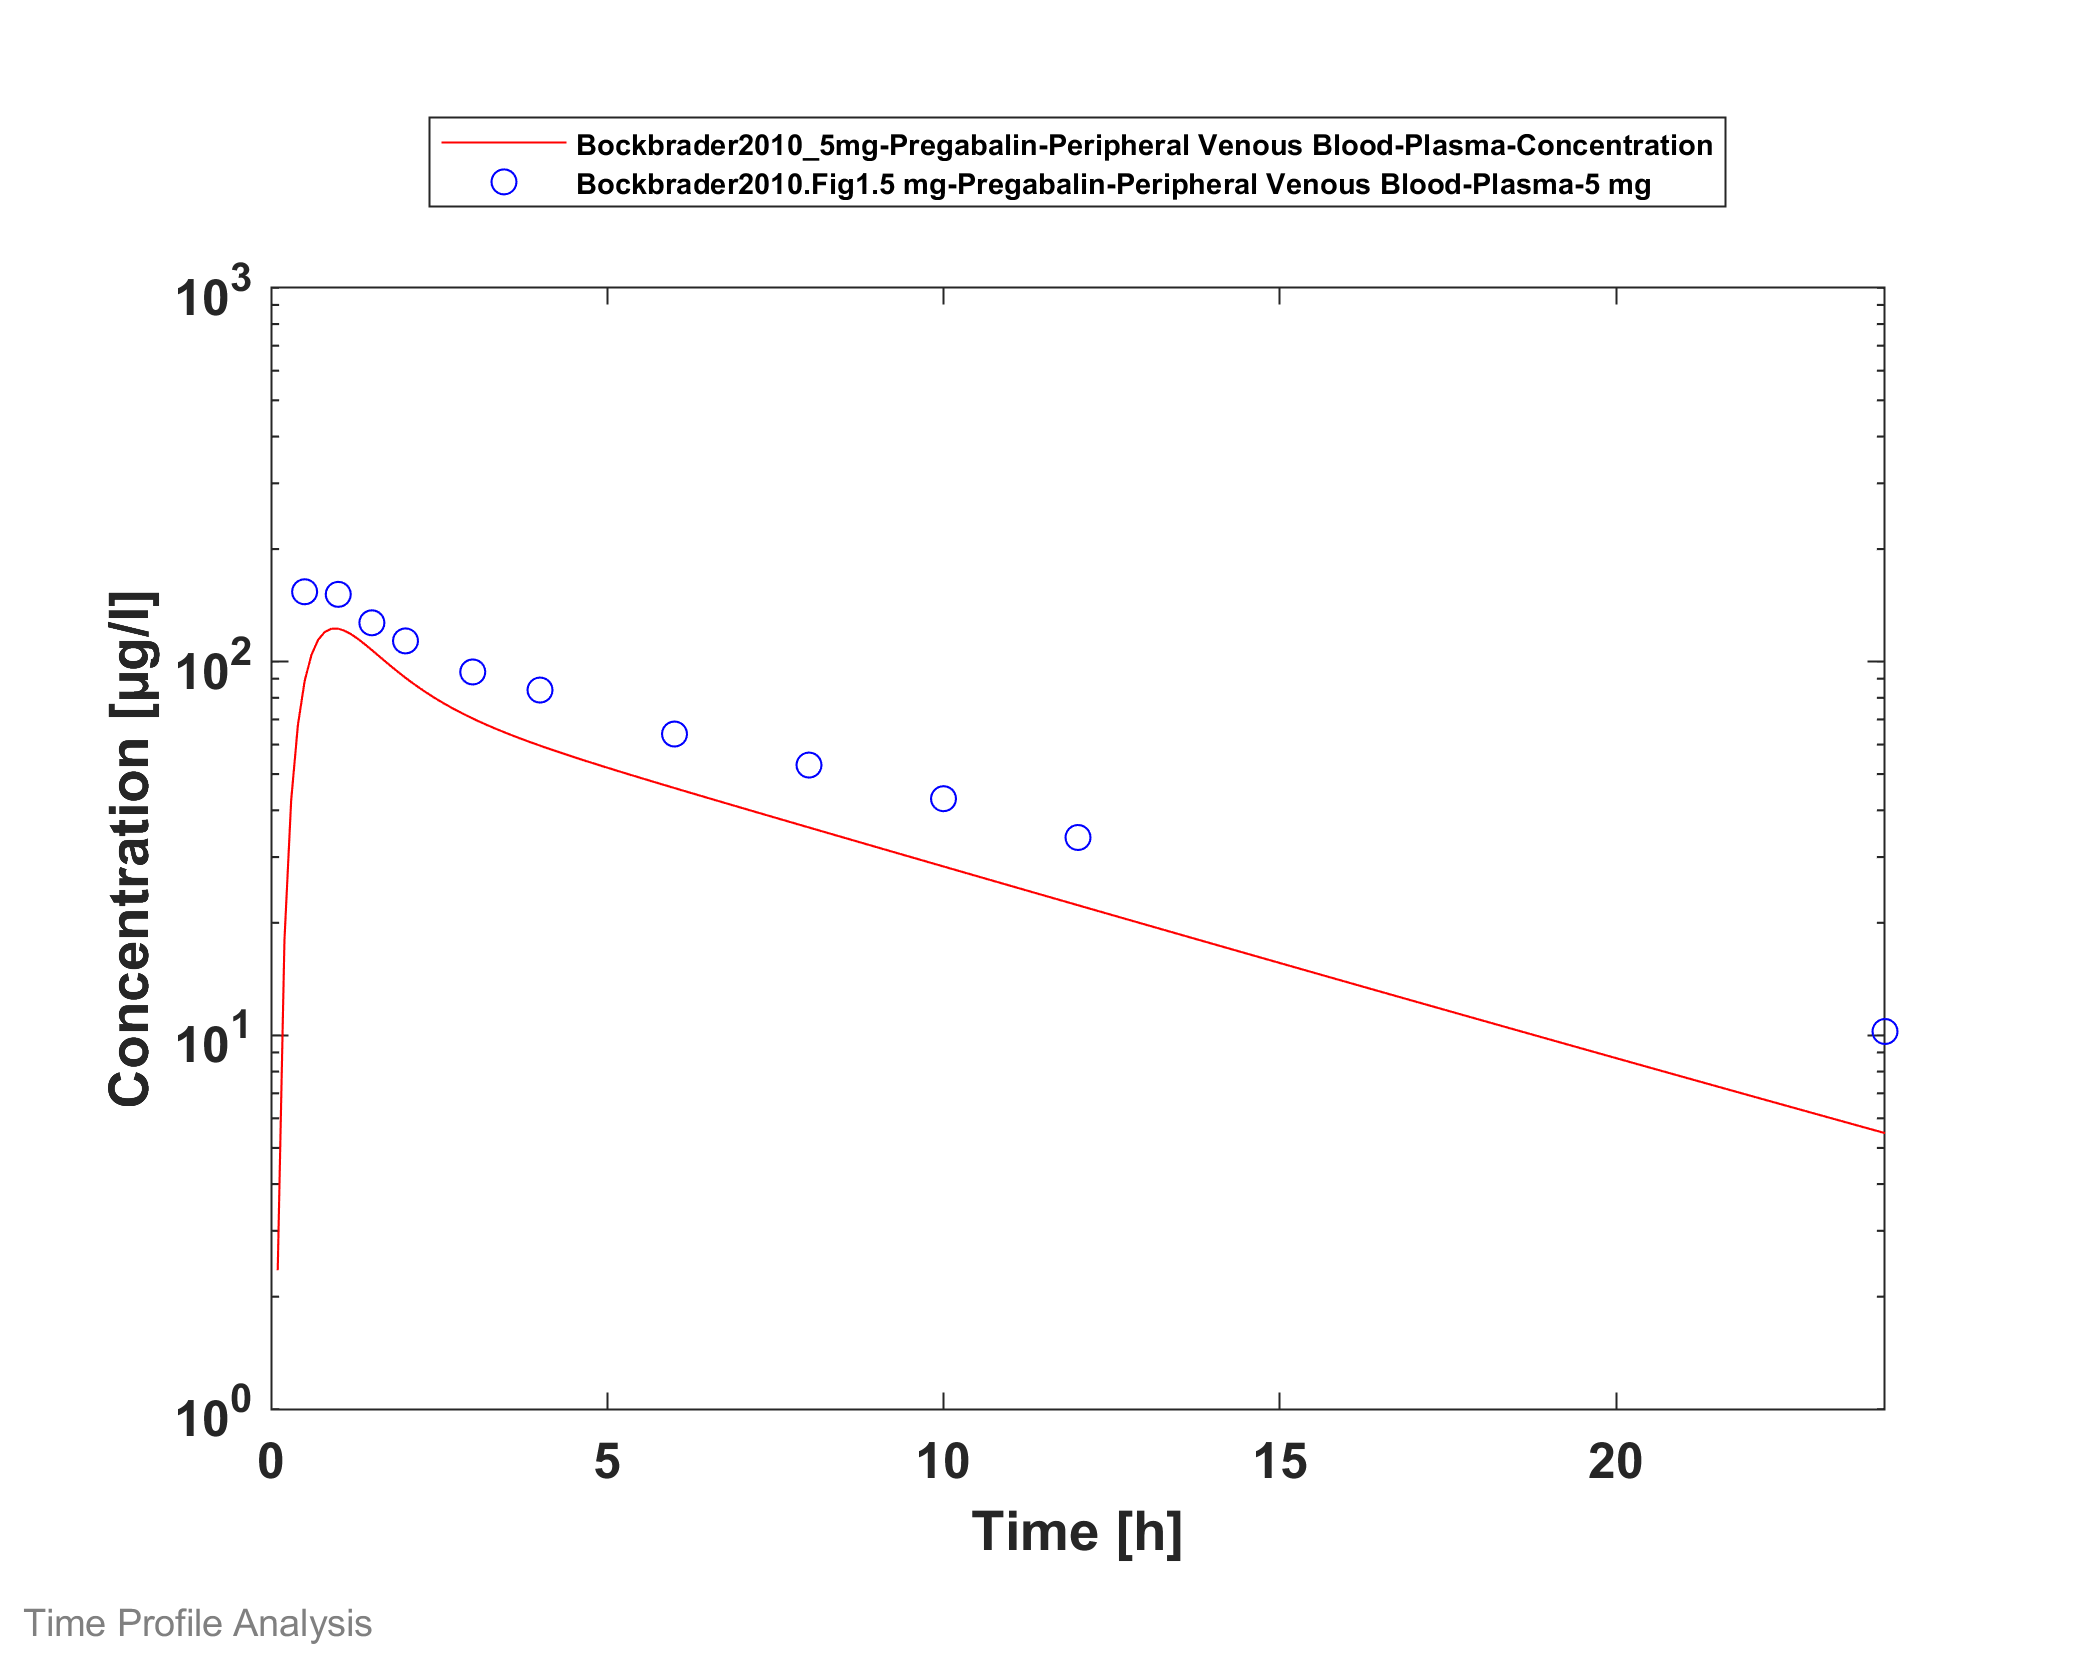 Bockbrader2010_5mg-Pregabalin-Peripheral Venous Blood-Plasma-Concentration
Bockbrader2010.Fig1.5 mg-Pregabalin-Peripheral Venous Blood-Plasma-5 mg
10³
10²
10¹
10⁰
Concentration [µg/l]
0 5 10 15 20
Time [h]
Time Profile Analysis